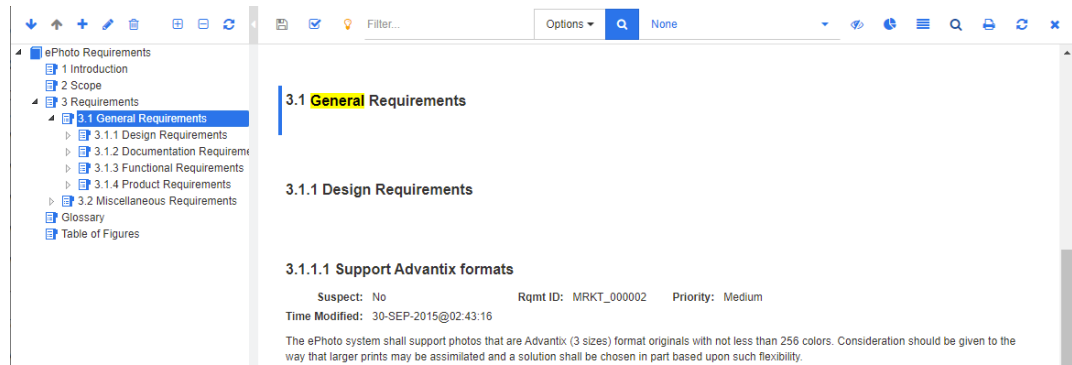 Filter...
Options
None
ePhoto Requirements
1 Introduction
2 Scope
3 Requirements
3.1 General Requirements
3.1.1 Design Requirements
3.1.2 Documentation Requireme
3.1.3 Functional Requirements
3.1.4 Product Requirements
3.2 Miscellaneous Requirements
Glossary
Table of Figures
3.1 General Requirements
3.1.1 Design Requirements
3.1.1.1 Support Advantix formats
Suspect: No Rqmt ID: MRKT_000002 Priority: Medium
Time Modified: 30-SEP-2015@02:43:16
The ePhoto system shall support photos that are Advantix (3 sizes) format originals with not less than 256 colors. Consideration should be given to the
way that larger prints may be assimilated and a solution shall be chosen in part based upon such flexibility.